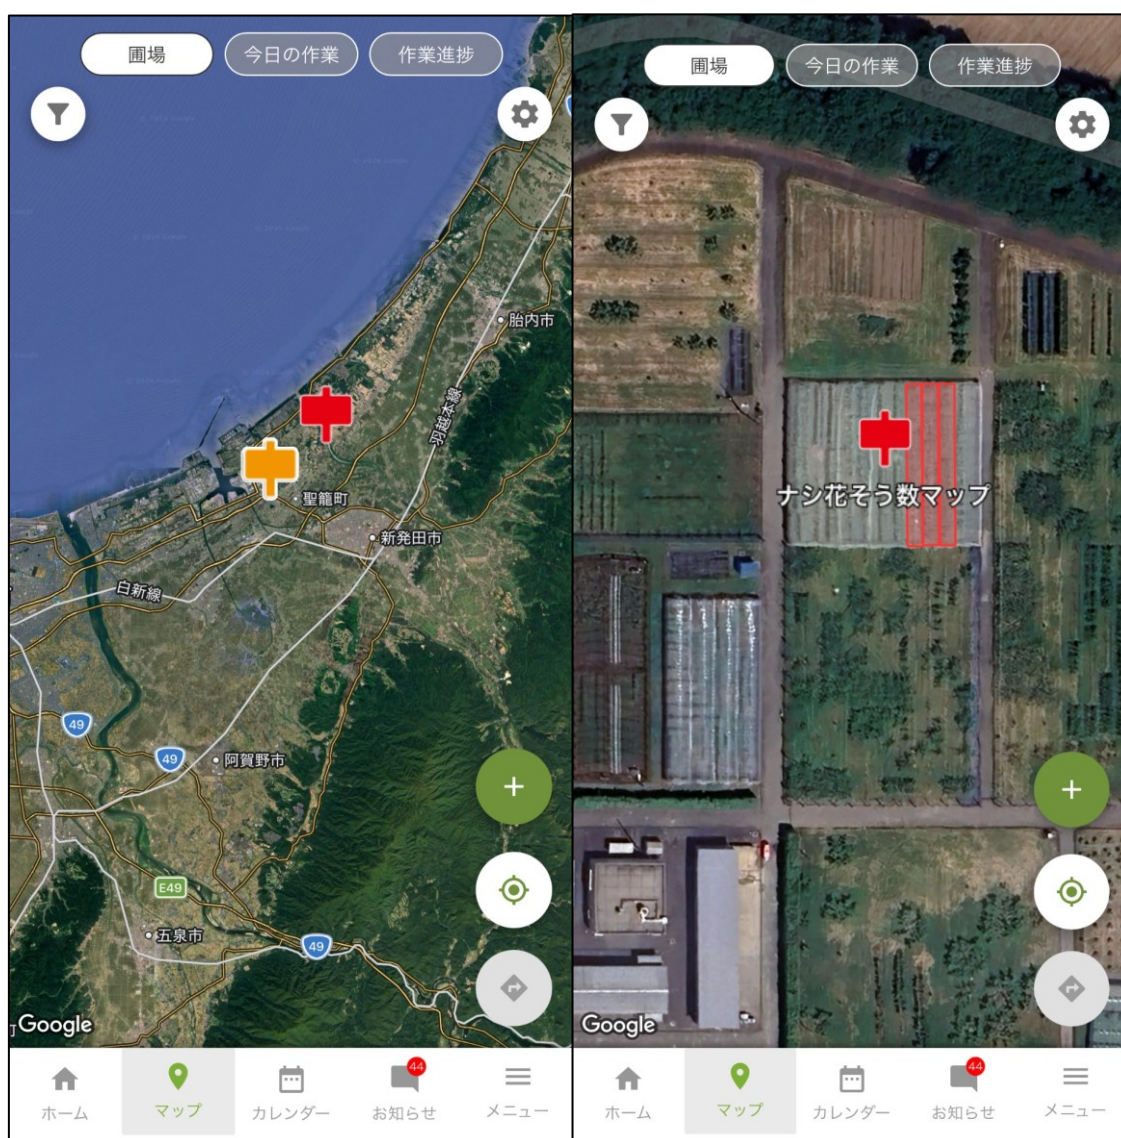 圃場
今日の作業
作業進捗
胎内市
羽越本線
聖籠町
新発田市
白新線
49
49
阿賀野市
E49
五泉市
49
Google
ホーム
マップ
カレンダー
44
お知らせ
メニュー
圃場
今日の作業
作業進捗
ナシ花そう数マップ
Google
ホーム
マップ
カレンダー
44
お知らせ
メニュー